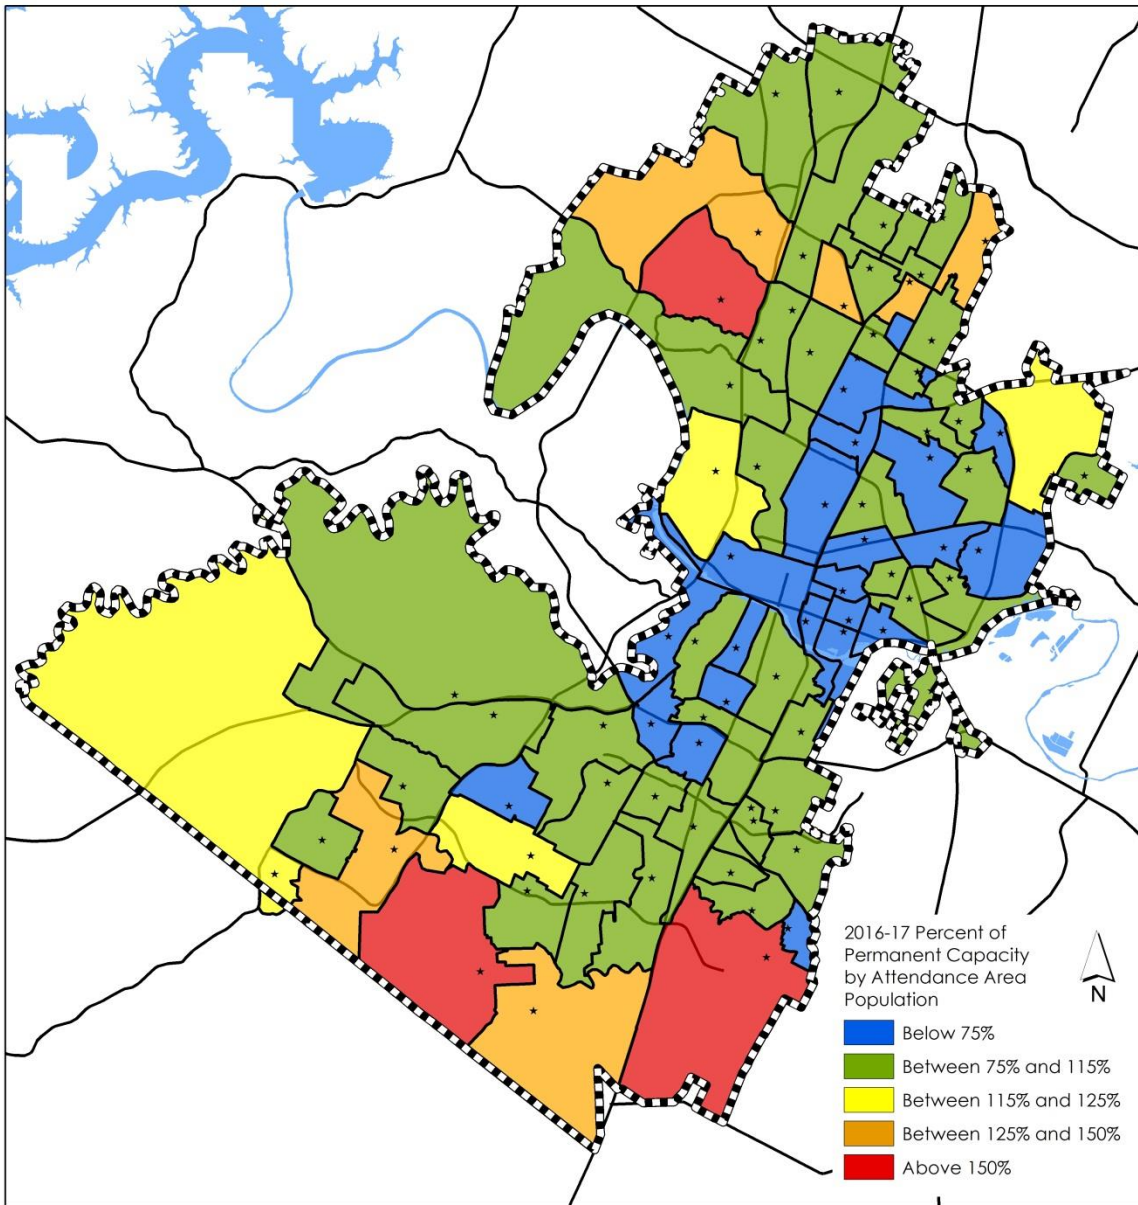 2016-17 Percent of
Permanent Capacity
by Attendance Area
Population
N
Below 75%
Between 75% and 115%
Between 115% and 125%
Between 125% and 150%
Above 150%